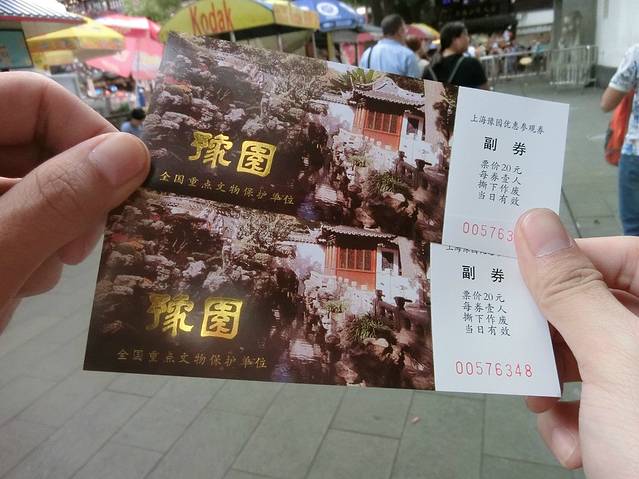 Kodak
豫園
全国重点文物保护单位
上海豫园优惠参观券
副 券
票价20元
每券壹人
撕下作废
当日有效
005763
豫園
全国重点文物保护单位
副 券
票价20元
每券壹人
撕下作废
当日有效
00576348